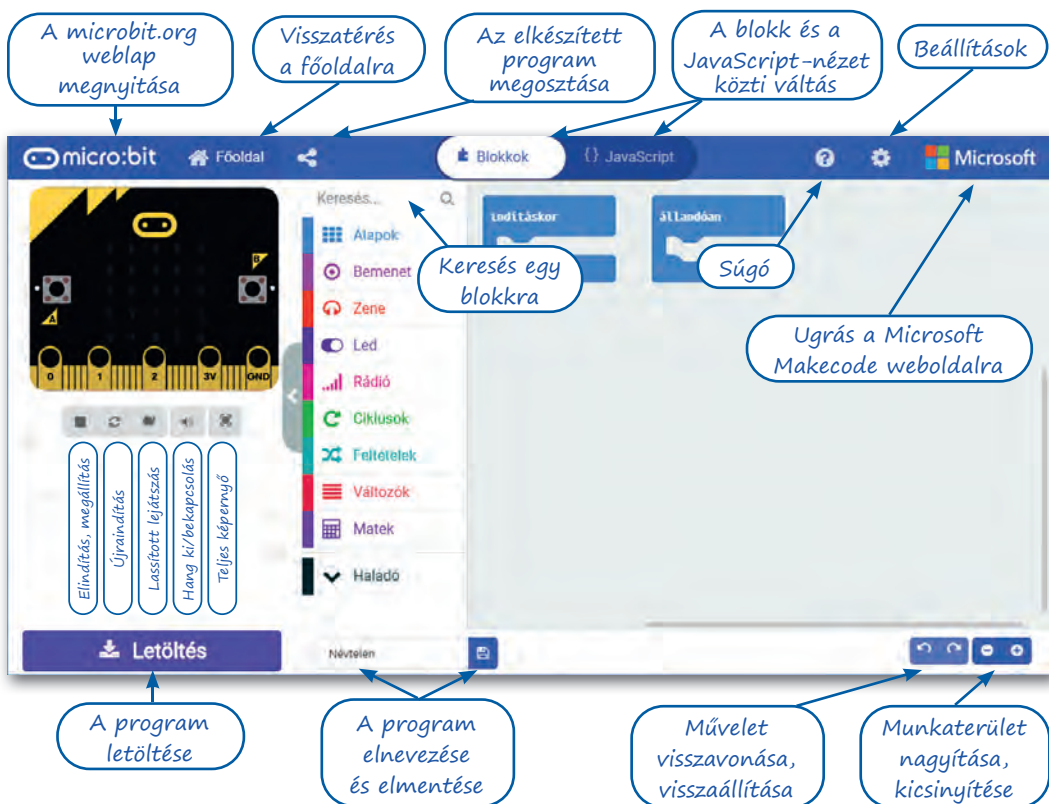 A microbit.org
weblap
megnyitása
Visszatérés
a főoldalra
Az elkészített
program
megosztása
A blokk és a
JavaScript-nézet
közti váltás
Beállítások
micro:bit
Főoldal
Blokkok
{} JavaScript
?
Microsoft
Keresés...
Alapok
Bemenet
Zene
Led
Rádió
Ciklusok
Feltételek
Változók
Matek
Haladó
indításkor
állandóan
Keresés egy
blokkra
Súgó
Ugrás a Microsoft
Makecode weboldalra
A
B
0
1
2
3V
GND
Elindítás, megállítás
Újraindítás
Lassított lejátszás
Hang ki/bekapcsolás
Teljes képernyő
Letöltés
Névtelen
A program
letöltése
A program
elnevezése
és elmentése
Művelet
visszavonása,
visszaállítása
Munkaterület
nagyítása,
kicsinyítése